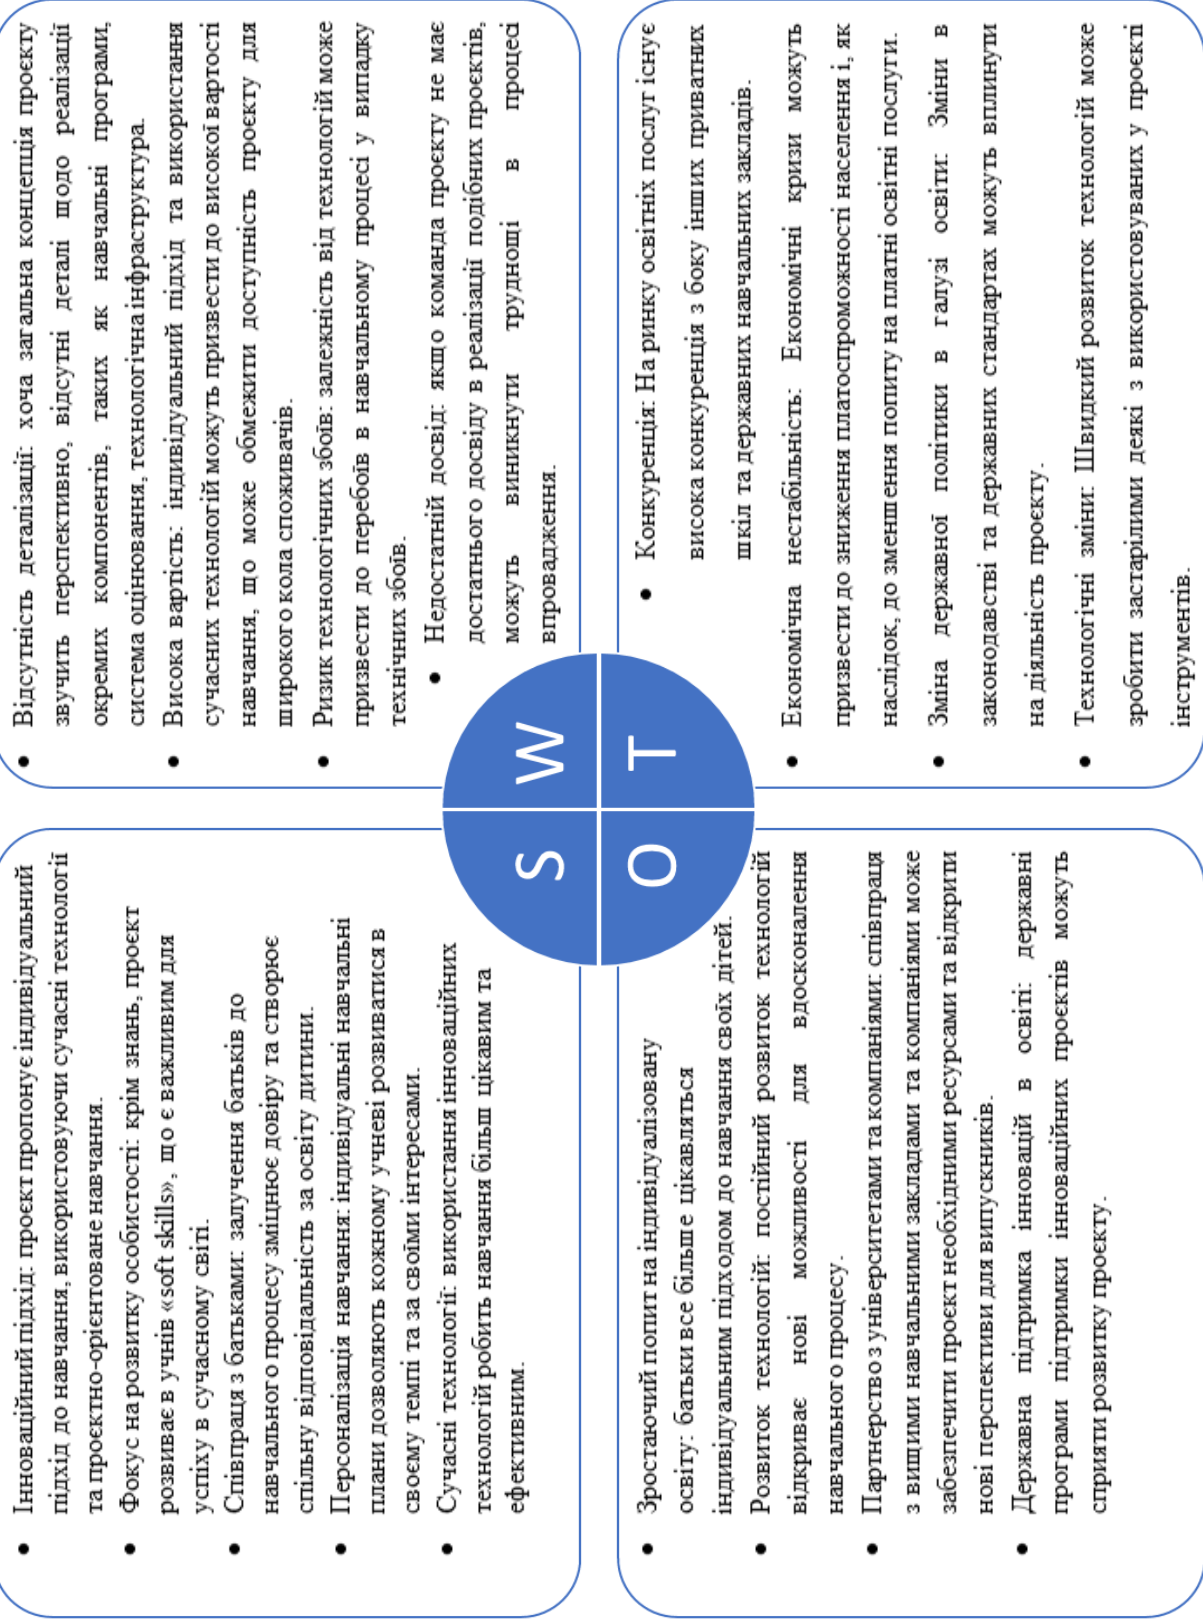 Інноваційний підхід: проєкт пропонує індивідуальний
підхід до навчання, використовуючи сучасні технології
та проєктно-орієнтоване навчання.
Фокус на розвитку особистості: крім знань, проєкт
розвиває в учнів «soft skills», що є важливим для
успіху в сучасному світі.
Співпраця з батьками: залучення батьків до
навчального процесу зміцнює довіру та створює
спільну відповідальність за освіту дитини.
Персоналізація навчання: індивідуальні навчальні
плани дозволяють кожному учневі розвиватися в
своєму темпі та за своїми інтересами.
Сучасні технології: використання інноваційних
технологій робить навчання більш цікавим та
ефективним.
Відсутність деталізації: хоча загальна концепція проєкту
звучить перспективно, відсутні деталі щодо реалізації
окремих компонентів, таких як навчальні програми,
система оцінювання, технологічна інфраструктура.
Висока вартість: індивідуальний підхід та використання
сучасних технологій можуть призвести до високої вартості
навчання, що може обмежити доступність проєкту для
широкого кола споживачів.
Ризик технологічних збоїв: залежність від технологій може
призвести до перебоїв в навчальному процесі у випадку
технічних збоїв.
Недостатній досвід: якщо команда проєкту не має
достатнього досвіду в реалізації подібних проєктів,
можуть виникнути труднощі в процесі
впровадження.
S W
O T
Зростаючий попит на індивідуалізовану
освіту: батьки все більше цікавляться
індивідуальним підходом до навчання своїх дітей.
Розвиток технологій: постійний розвиток технологій
відкриває нові можливості для вдосконалення
навчального процесу.
Партнерство з університетами та компаніями: співпраця
з вищими навчальними закладами та компаніями може
забезпечити проєкт необхідними ресурсами та відкрити
нові перспективи для випускників.
Державна підтримка інновацій в освіті: державні
програми підтримки інноваційних проєктів можуть
сприяти розвитку проєкту.
Конкуренція: На ринку освітніх послуг існує
висока конкуренція з боку інших приватних
шкіл та державних навчальних закладів.
Економічна нестабільність: Економічні кризи можуть
призвести до зниження платоспроможності населення і, як
наслідок, до зменшення попиту на платні освітні послуги.
Зміна державної політики в галузі освіти: Зміни в
законодавстві та державних стандартах можуть вплинути
на діяльність проєкту.
Технологічні зміни: Швидкий розвиток технологій може
зробити застарілими деякі з використовуваних у проєкті
інструментів.